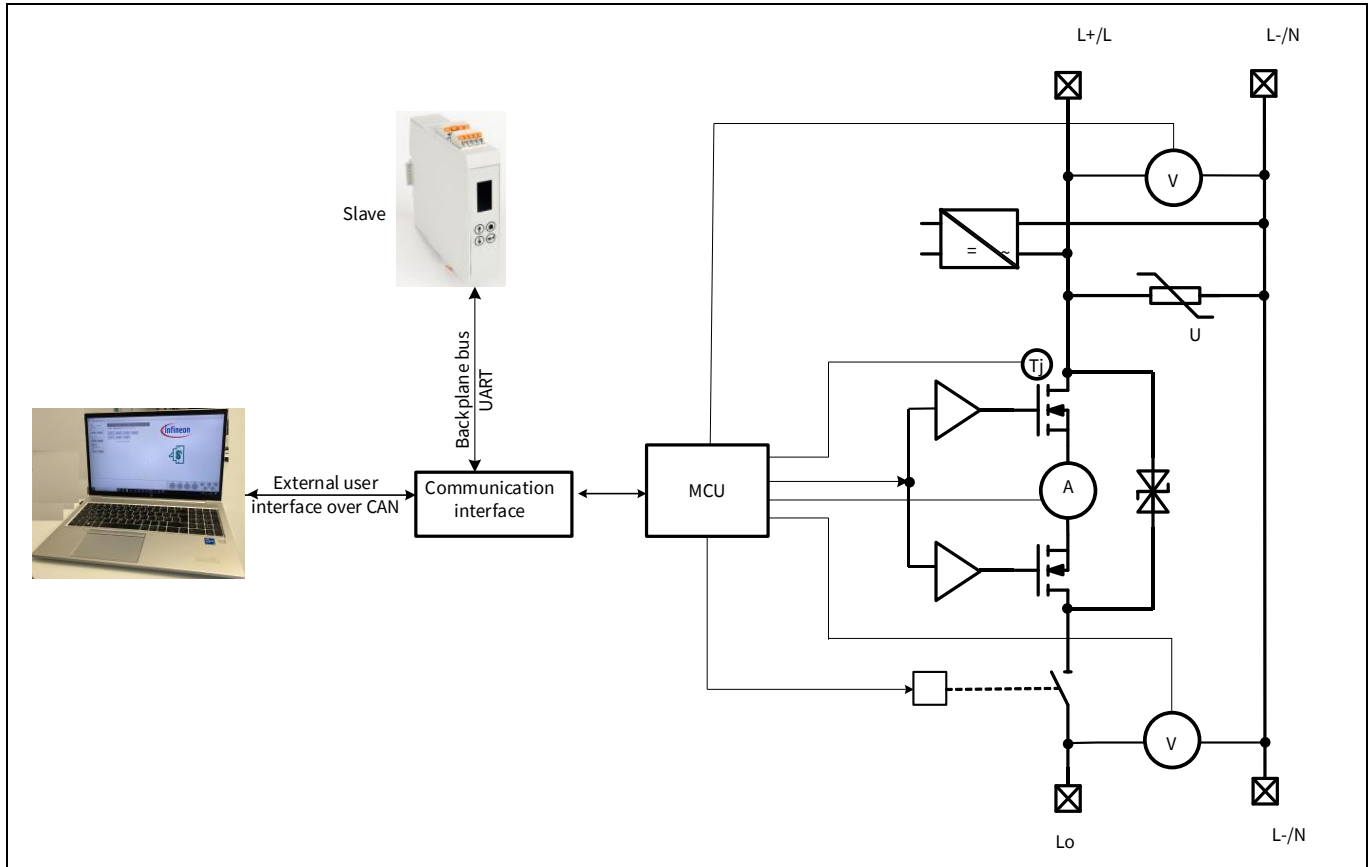 L+/L
L-/N
V
Slave
= ~
U
Tj
Backplane bus
UART
infineon
External user
interface over CAN
Communication
interface
MCU
A
V
Lo
L-/N